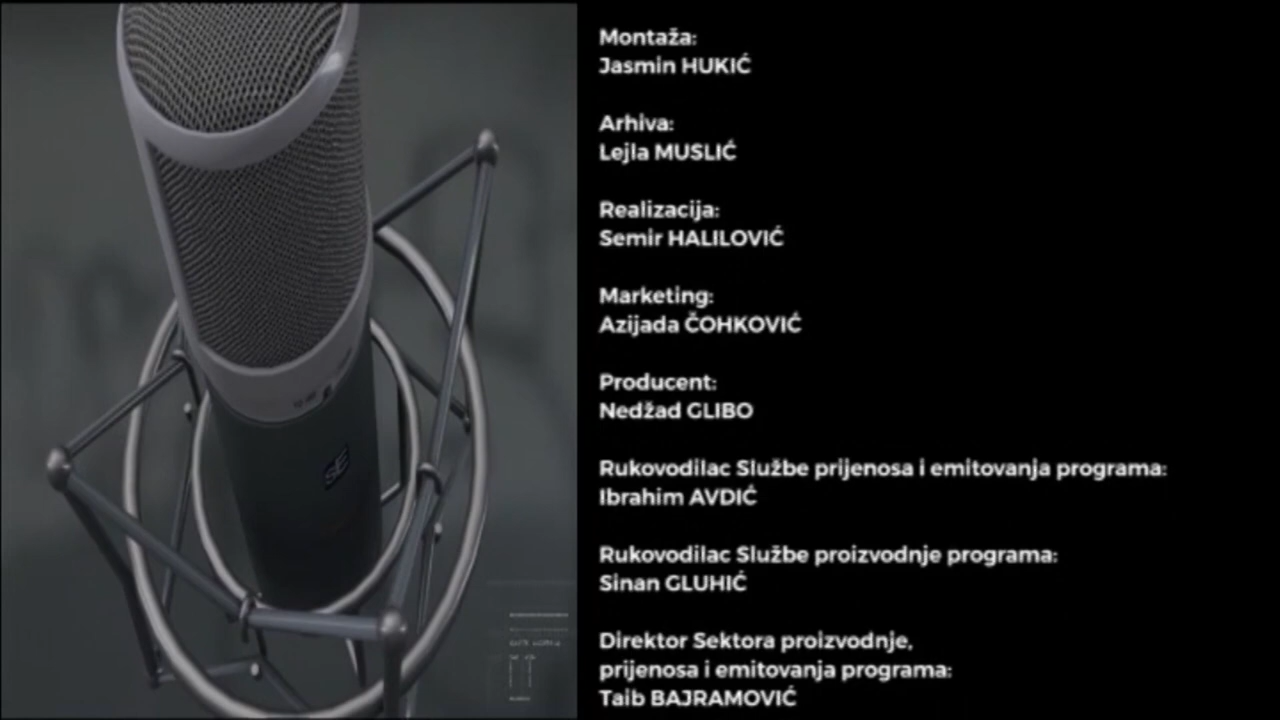 Montaža:
Jasmin HUKIĆ
Arhiva:
Lejla MUSLIĆ
Realizacija:
Semir HALILOVIĆ
Marketing:
Azijada ČOHKOVIĆ
Producent:
Nedžad GLIBO
Rukovodilac Službe prijenosa i emitovanja programa:
Ibrahim AVDIĆ
Rukovodilac Službe proizvodnje programa:
Sinan GLUHIĆ
Direktor Sektora proizvodnje,
prijenosa i emitovanja programa:
Taib BAJRAMOVIĆ
sE